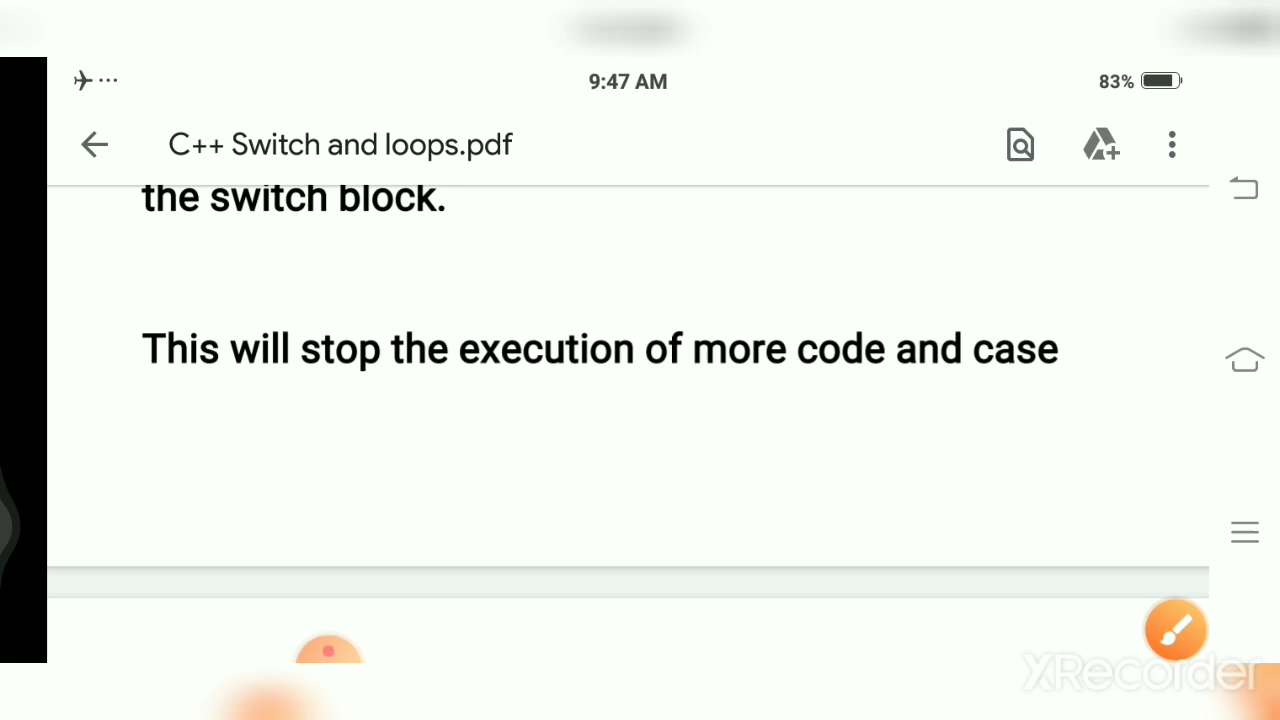 9:47 AM
83%
C++ Switch and loops.pdf
the switch block.
This will stop the execution of more code and case
XRecorder